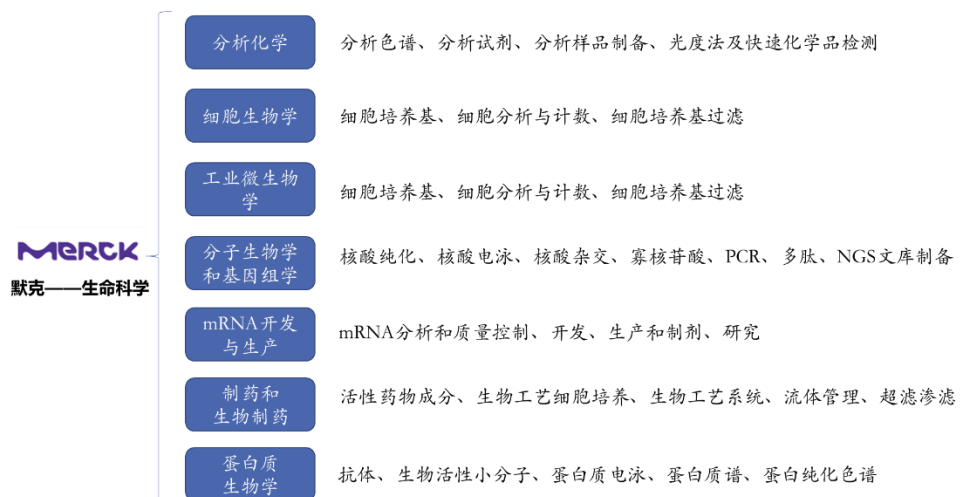 分析化学
分析色谱、分析试剂、分析样品制备、光度法及快速化学品检测
细胞生物学
细胞培养基、细胞分析与计数、细胞培养基过滤
工业微生物
学
细胞培养基、细胞分析与计数、细胞培养基过滤
MERCK
默克——生命科学
分子生物学
和基因组学
核酸纯化、核酸电泳、核酸杂交、寡核苷酸、PCR、多肽、NGS文库制备
mRNA开发
与生产
mRNA分析和质量控制、开发、生产和制剂、研究
制药和
生物制药
活性药物成分、生物工艺细胞培养、生物工艺系统、流体管理、超滤渗滤
蛋白质
生物学
抗体、生物活性小分子、蛋白质电泳、蛋白质谱、蛋白纯化色谱